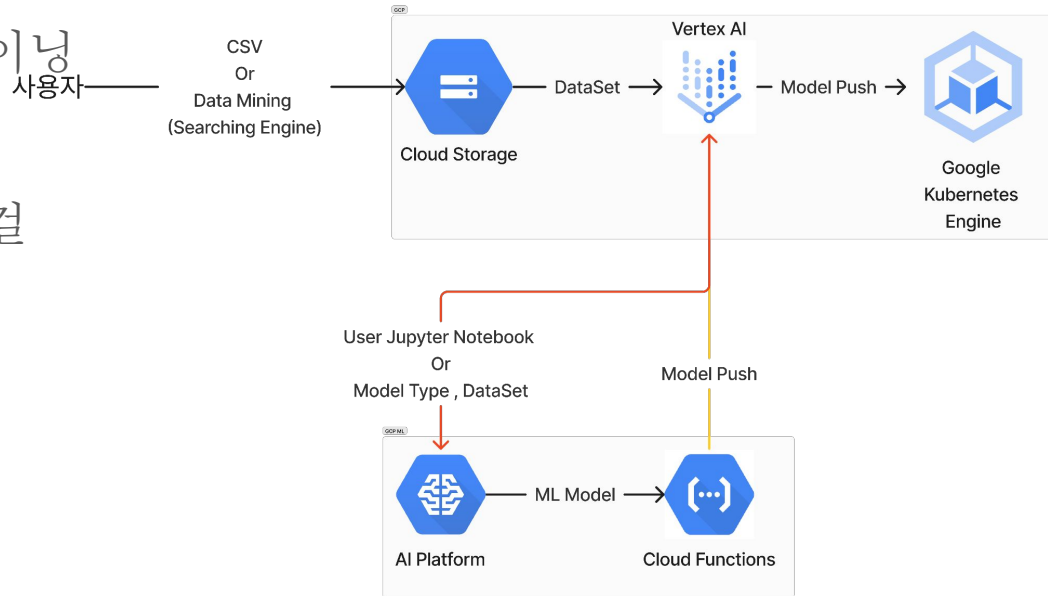 GCP
이닝
사용자
CSV
Or
Data Mining
(Searching Engine)
Cloud Storage
DataSet
Vertex AI
Model Push
Google
Kubernetes
Engine
걸
User Jupyter Notebook
Or
Model Type , DataSet
Model Push
GCP ML
AI Platform
ML Model
Cloud Functions